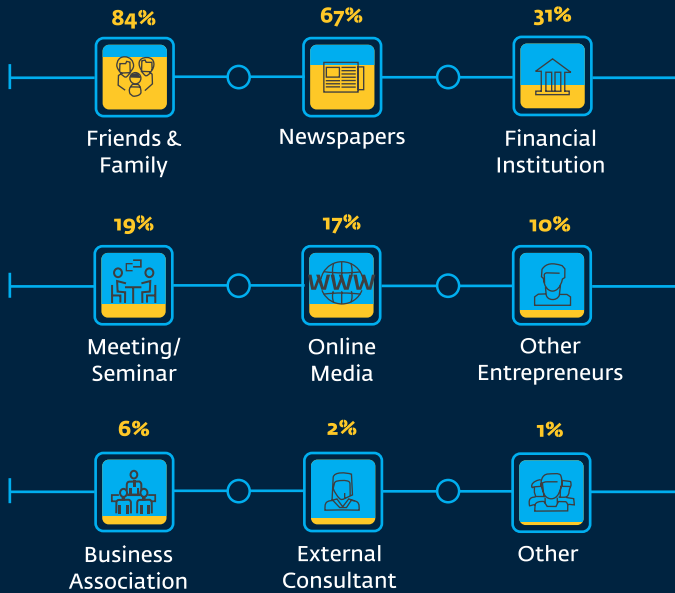 84% 67% 31%
Friends & Newspapers Financial
Family Institution
19% 17% 10%
WWW
Meeting/ Online Other
Seminar Media Entrepreneurs
6% 2% 1%
Business External Other
Association Consultant